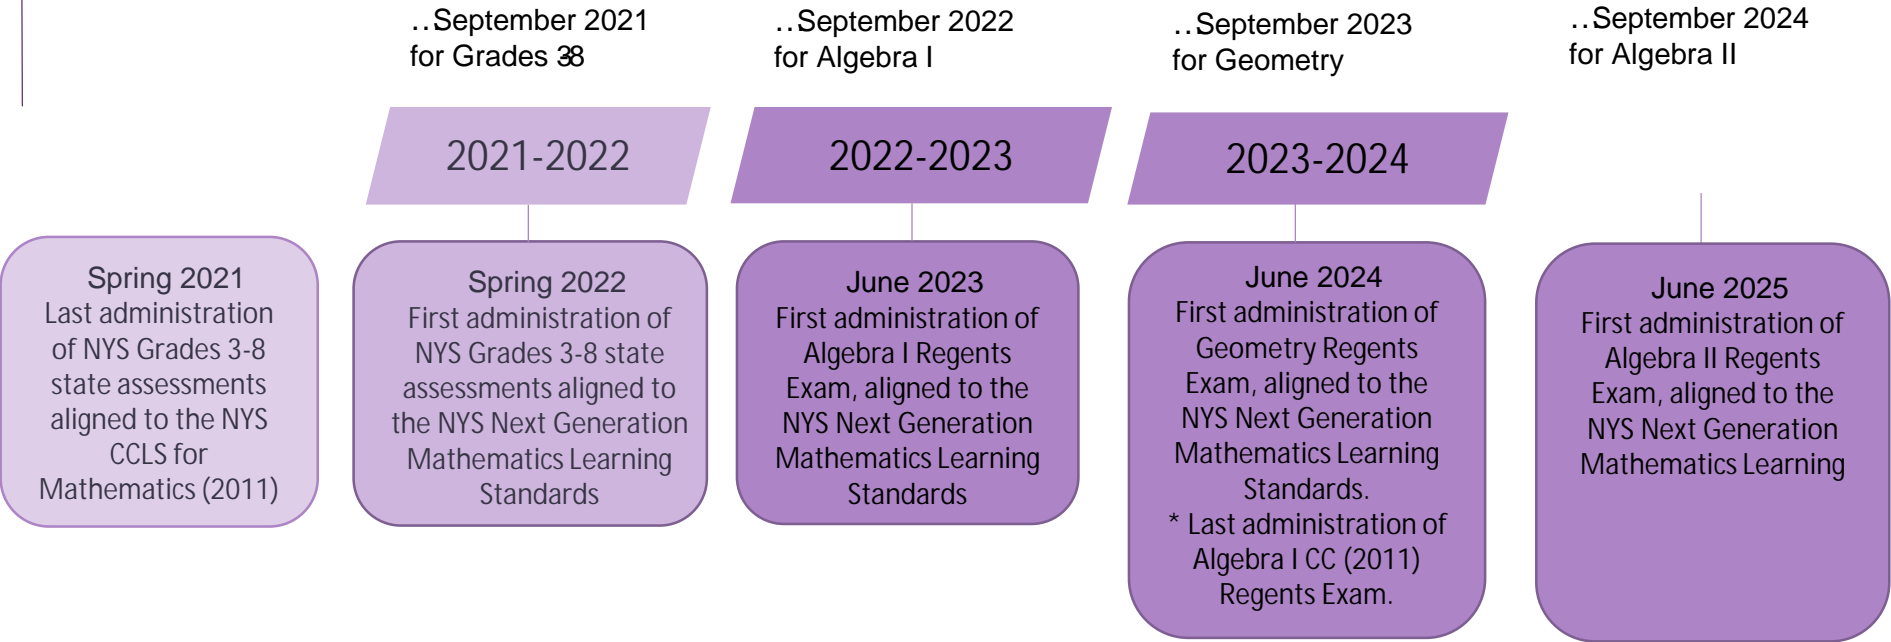 …September 2021
for Grades 3-8
…September 2022
for Algebra I
…September 2023
for Geometry
…September 2024
for Algebra II
2021-2022
2022-2023
2023-2024
Spring 2021
Last administration
of NYS Grades 3-8
state assessments
aligned to the NYS
CCLS for
Mathematics (2011)
Spring 2022
First administration of
NYS Grades 3-8 state
assessments aligned to
the NYS Next Generation
Mathematics Learning
Standards
June 2023
First administration of
Algebra I Regents
Exam, aligned to the
NYS Next Generation
Mathematics Learning
Standards
June 2024
First administration of
Geometry Regents
Exam, aligned to the
NYS Next Generation
Mathematics Learning
Standards.
* Last administration of
Algebra I CC (2011)
Regents Exam.
June 2025
First administration of
Algebra II Regents
Exam, aligned to the
NYS Next Generation
Mathematics Learning